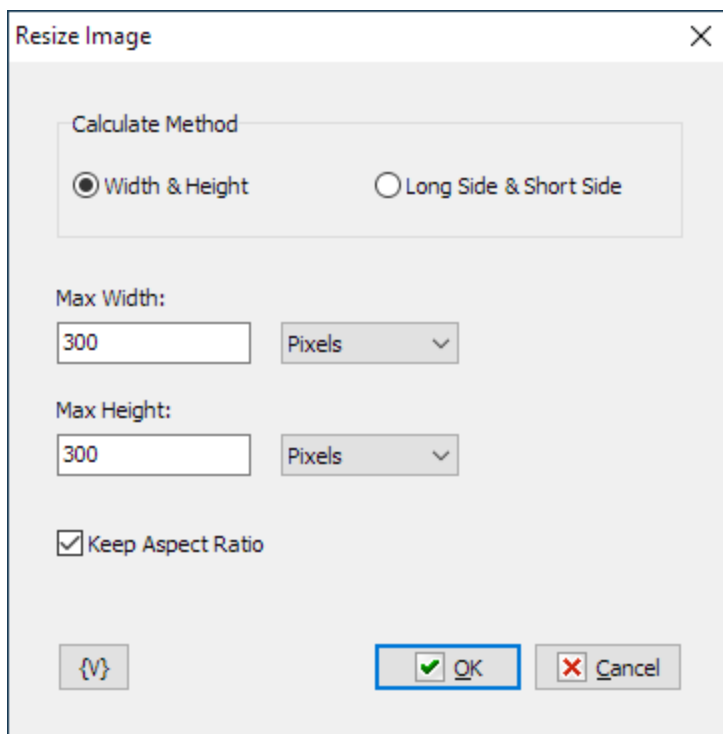 Resize Image
Calculate Method
Width & Height Long Side & Short Side
Max Width:
300 Pixels
Max Height:
300 Pixels
Keep Aspect Ratio
{V} OK Cancel